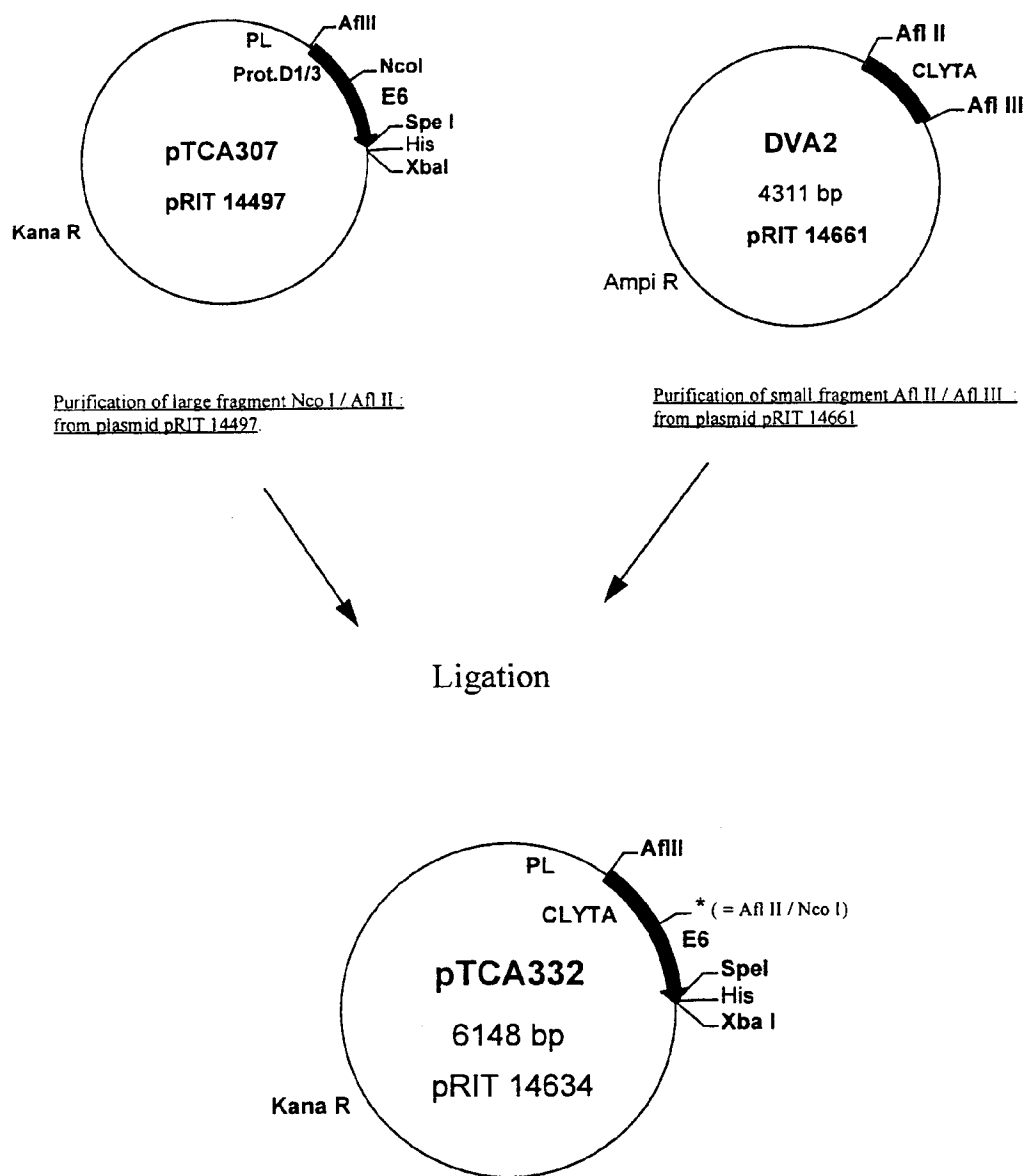 AflII
PL
Prot.D1/3
NcoI
E6
Spe I
His
XbaI
pTCA307
pRIT 14497
Kana R
Afl II
CLYTA
Afl III
DVA2
4311 bp
pRIT 14661
Ampi R
Purification of large fragment Nco I / Afl II :
from plasmid pRIT 14497.
Purification of small fragment Afl II / Afl III :
from plasmid pRIT 14661
Ligation
AflII
PL
CLYTA
* ( = Afl II / Nco I)
E6
SpeI
His
Xba I
pTCA332
6148 bp
pRIT 14634
Kana R